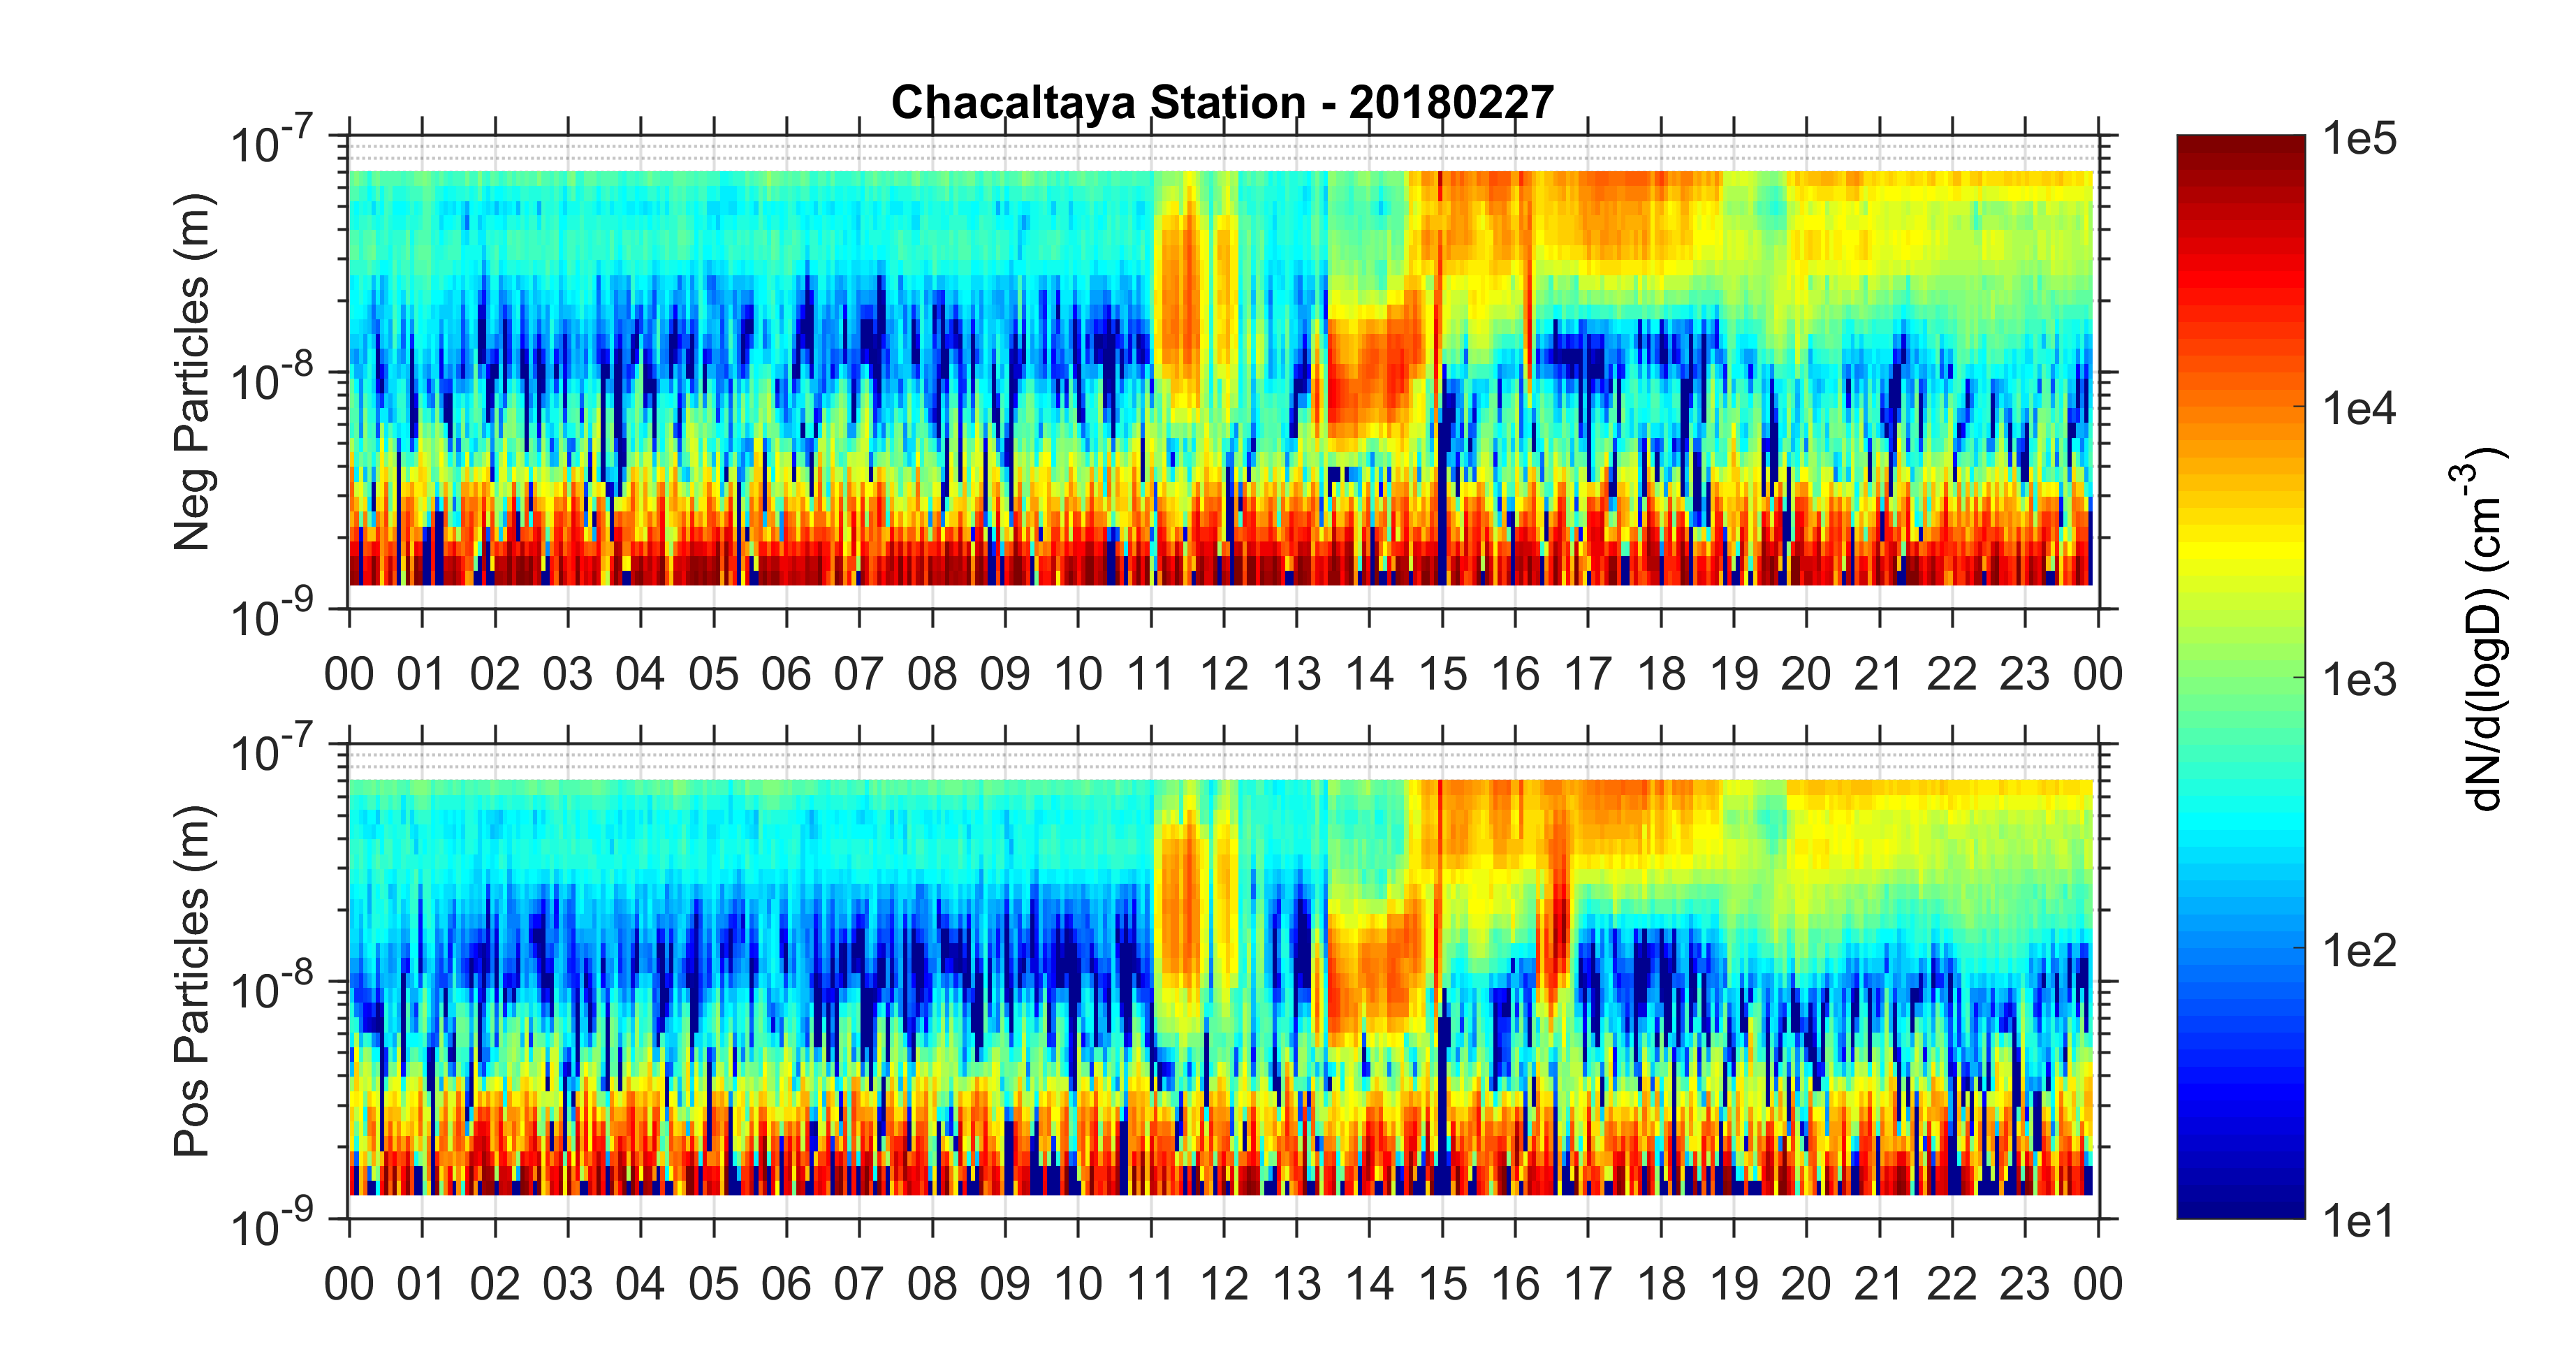 Chacaltaya Station - 20180227
10-7
10-8
10-9
Neg Particles (m)
00 01 02 03 04 05 06 07 08 09 10 11 12 13 14 15 16 17 18 19 20 21 22 23 00
10-7
10-8
10-9
Pos Particles (m)
00 01 02 03 04 05 06 07 08 09 10 11 12 13 14 15 16 17 18 19 20 21 22 23 00
1e5
1e4
1e3
1e2
1e1
dN/d(logD) (cm-3)